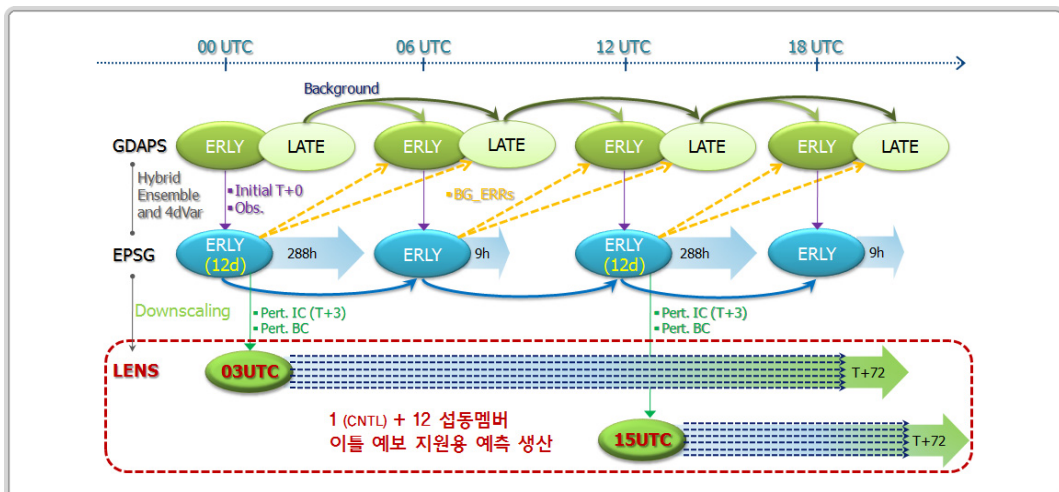 00 UTC
06 UTC
12 UTC
18 UTC
Background
GDAPS
ERLY
LATE
ERLY
LATE
ERLY
LATE
ERLY
LATE
Hybrid
Ensemble
and 4dVar
▪Initial T+0
▪Obs.
▪BG_ERRs
EPSG
ERLY
(12d)
288h
ERLY
9h
ERLY
(12d)
288h
ERLY
9h
Downscaling
▪Pert. IC (T+3)
▪Pert. BC
▪Pert. IC (T+3)
▪Pert. BC
LENS
03UTC
T+72
1 (CNTL) + 12 섭동멤버
이틀 예보 지원용 예측 생산
15UTC
T+72